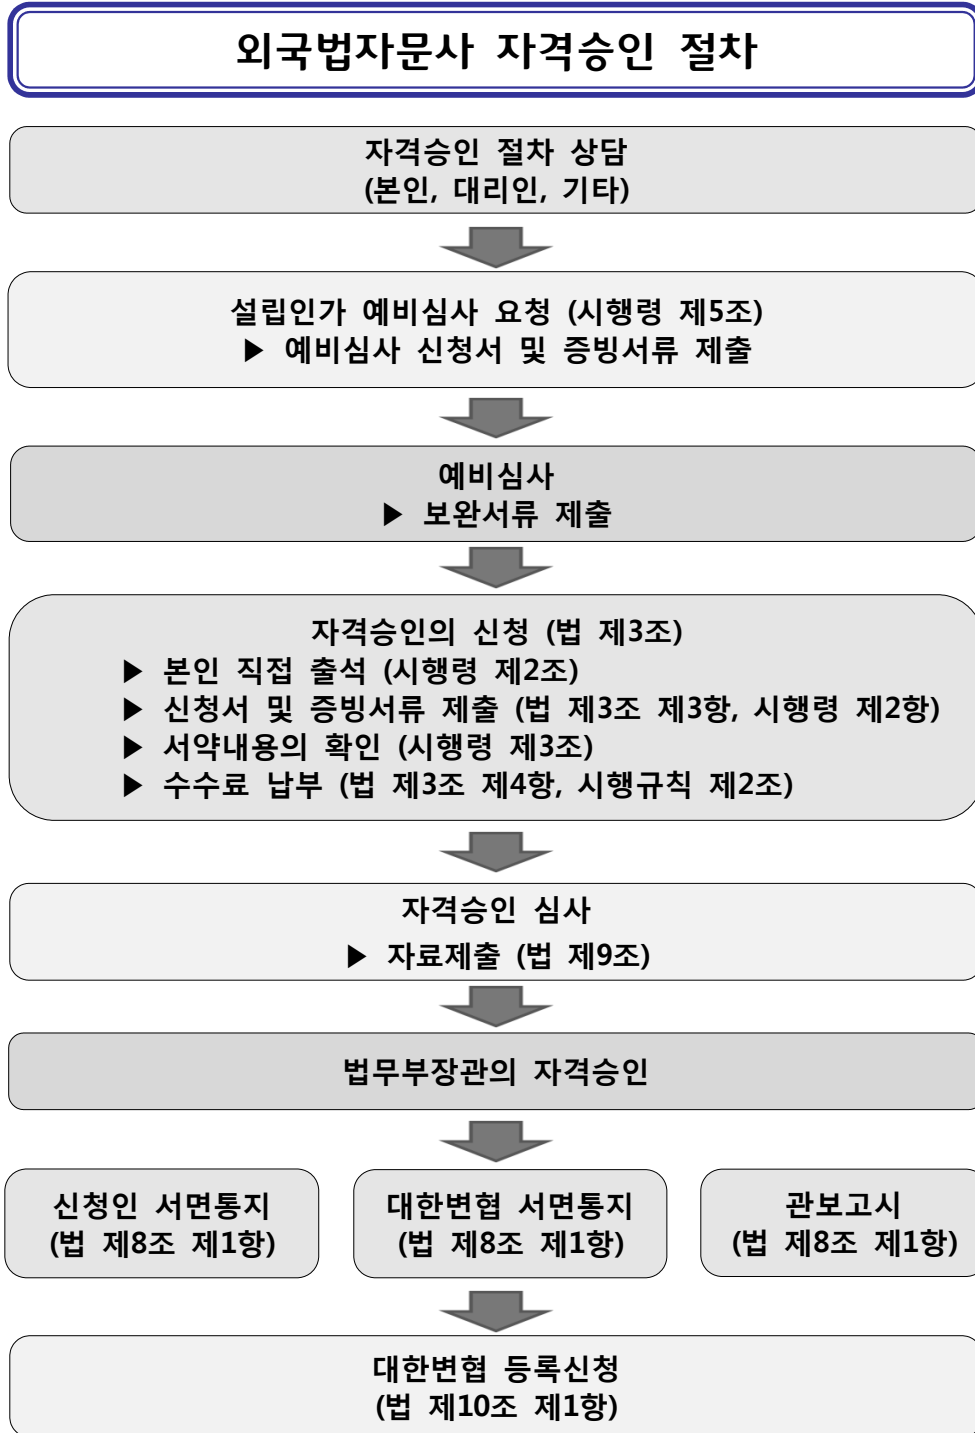 외국법자문사 자격승인 절차
자격승인 절차 상담
(본인, 대리인, 기타)
설립인가 예비심사 요청 (시행령 제5조)
▶ 예비심사 신청서 및 증빙서류 제출
예비심사
▶ 보완서류 제출
자격승인의 신청 (법 제3조)
▶ 본인 직접 출석 (시행령 제2조)
▶ 신청서 및 증빙서류 제출 (법 제3조 제3항, 시행령 제2항)
▶ 서약내용의 확인 (시행령 제3조)
▶ 수수료 납부 (법 제3조 제4항, 시행규칙 제2조)
자격승인 심사
▶ 자료제출 (법 제9조)
법무부장관의 자격승인
신청인 서면통지
(법 제8조 제1항)
대한변협 서면통지
(법 제8조 제1항)
관보고시
(법 제8조 제1항)
대한변협 등록신청
(법 제10조 제1항)